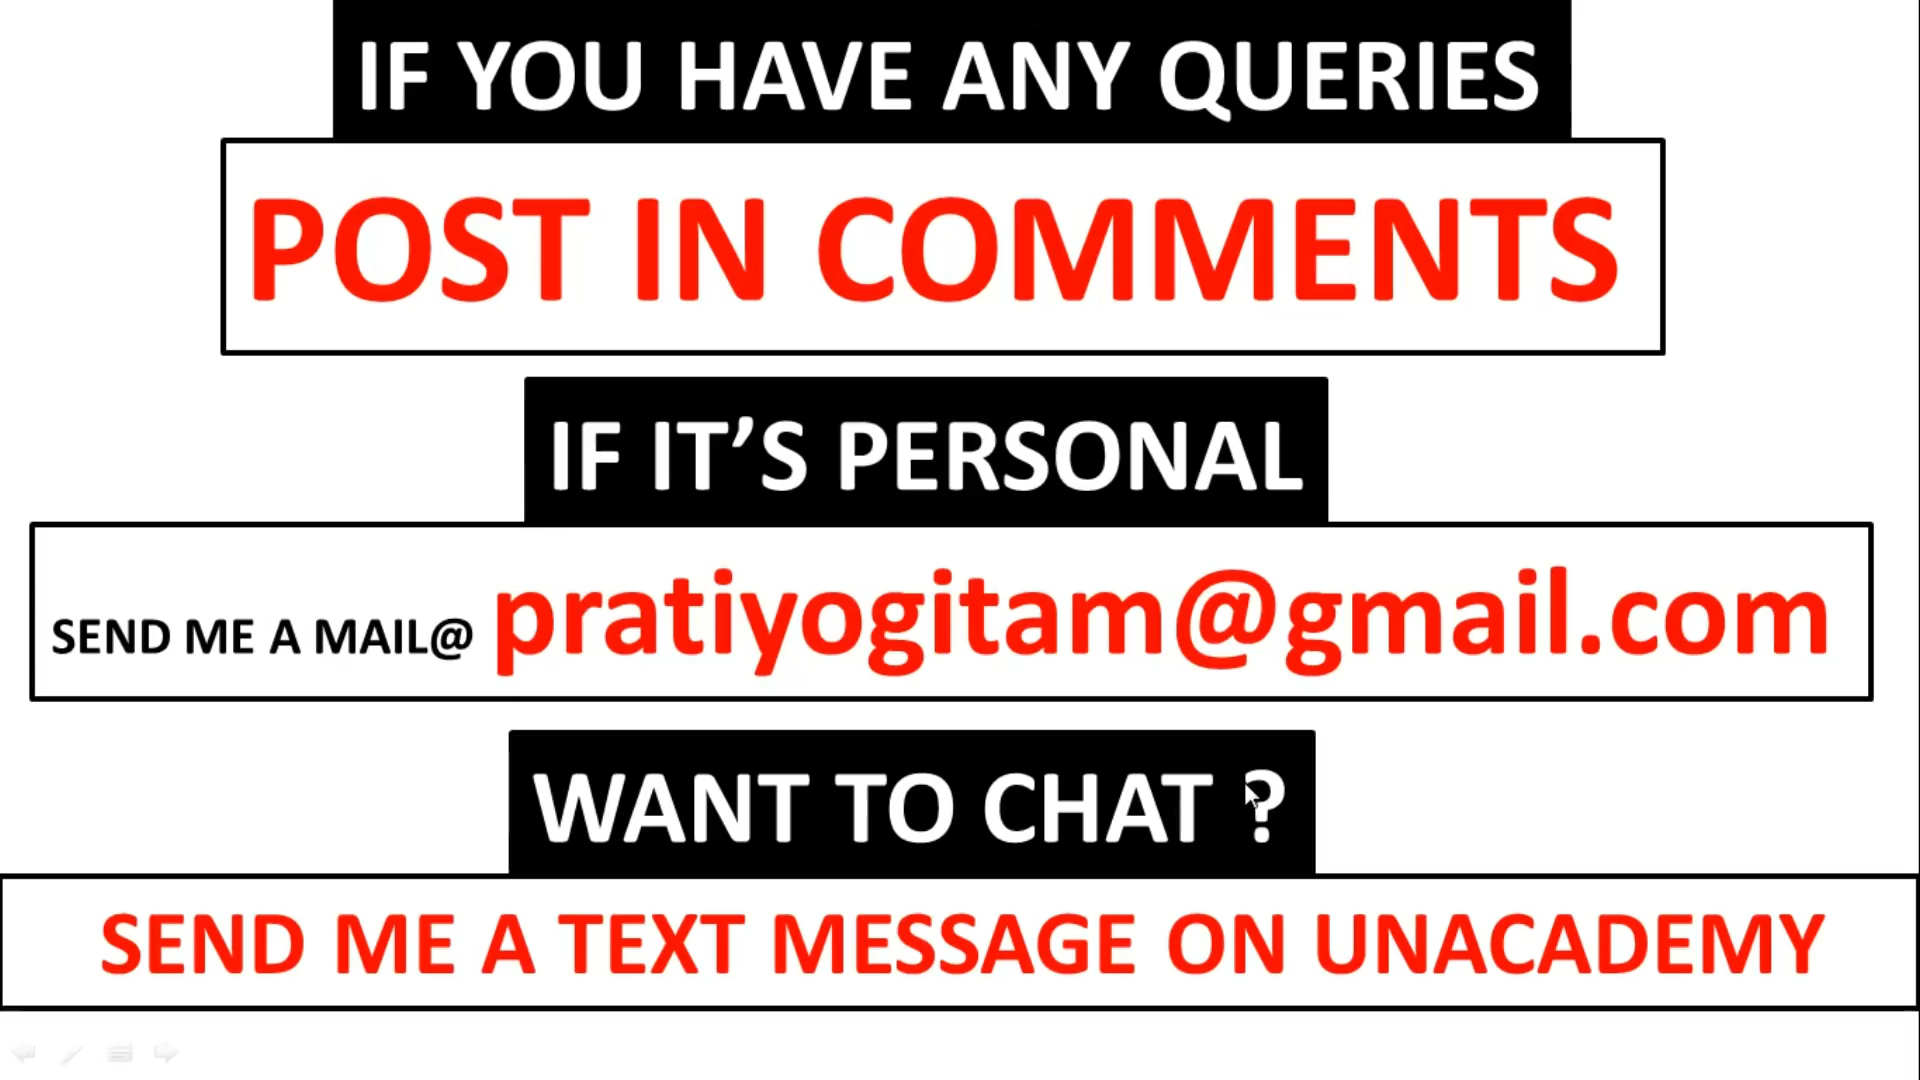 IF YOU HAVE ANY QUERIES
POST IN COMMENTS
IF IT’S PERSONAL
SEND ME A MAIL@ pratiyogitam@gmail.com
WANT TO CHAT ?
SEND ME A TEXT MESSAGE ON UNACADEMY